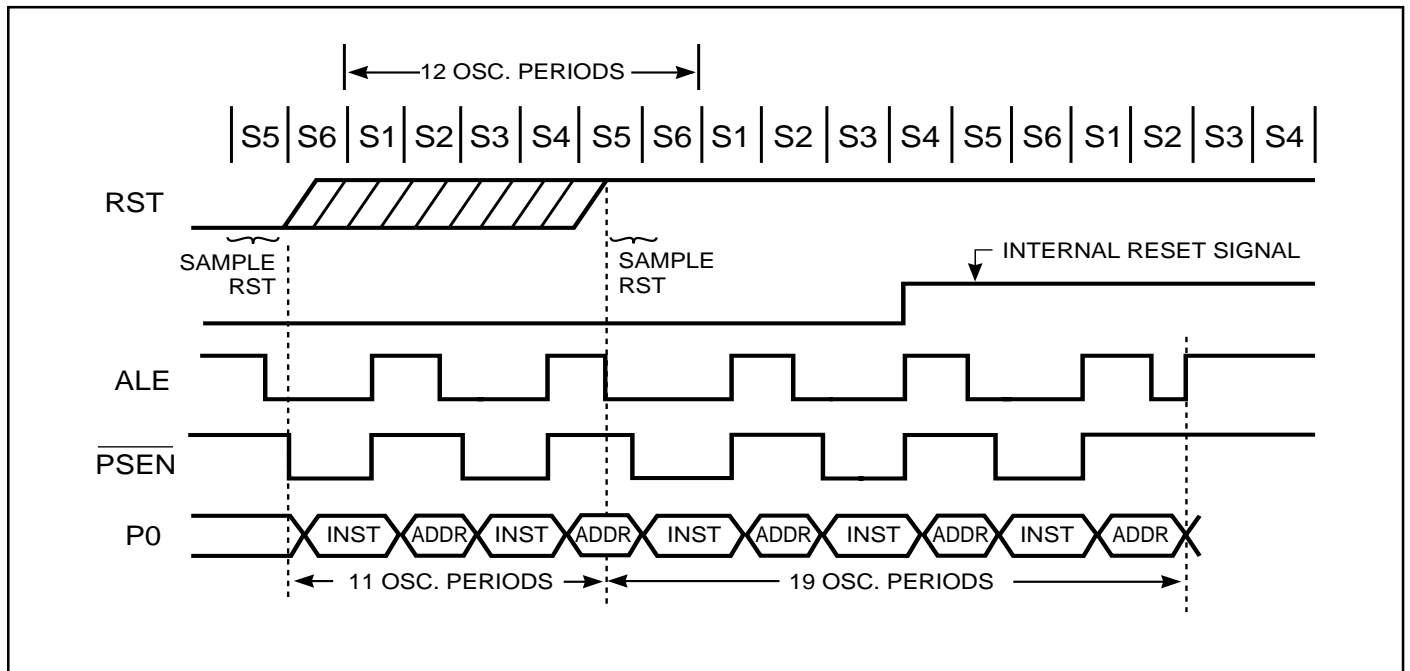 12 OSC. PERIODS
S5 S6 S1 S2 S3 S4 S5 S6 S1 S2 S3 S4 S5 S6 S1 S2 S3 S4
RST
SAMPLE
RST
SAMPLE
RST
INTERNAL RESET SIGNAL
ALE
PSEN
P0
INST ADDR INST ADDR INST ADDR INST ADDR INST ADDR
11 OSC. PERIODS
19 OSC. PERIODS